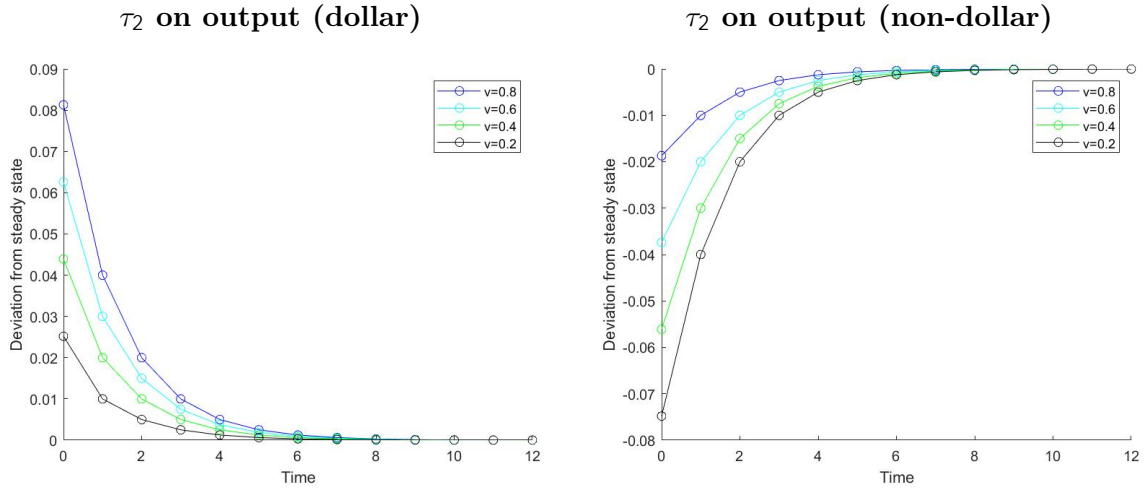 τ2 on output (dollar)
0.09
0.08
0.07
0.06
0.05
0.04
0.03
0.02
0.01
0
Deviation from steady state
v=0.8
v=0.6
v=0.4
v=0.2
0 2 4 6 8 10 12
Time
τ2 on output (non-dollar)
0
-0.01
-0.02
-0.03
-0.04
-0.05
-0.06
-0.07
-0.08
Deviation from steady state
v=0.8
v=0.6
v=0.4
v=0.2
0 2 4 6 8 10 12
Time